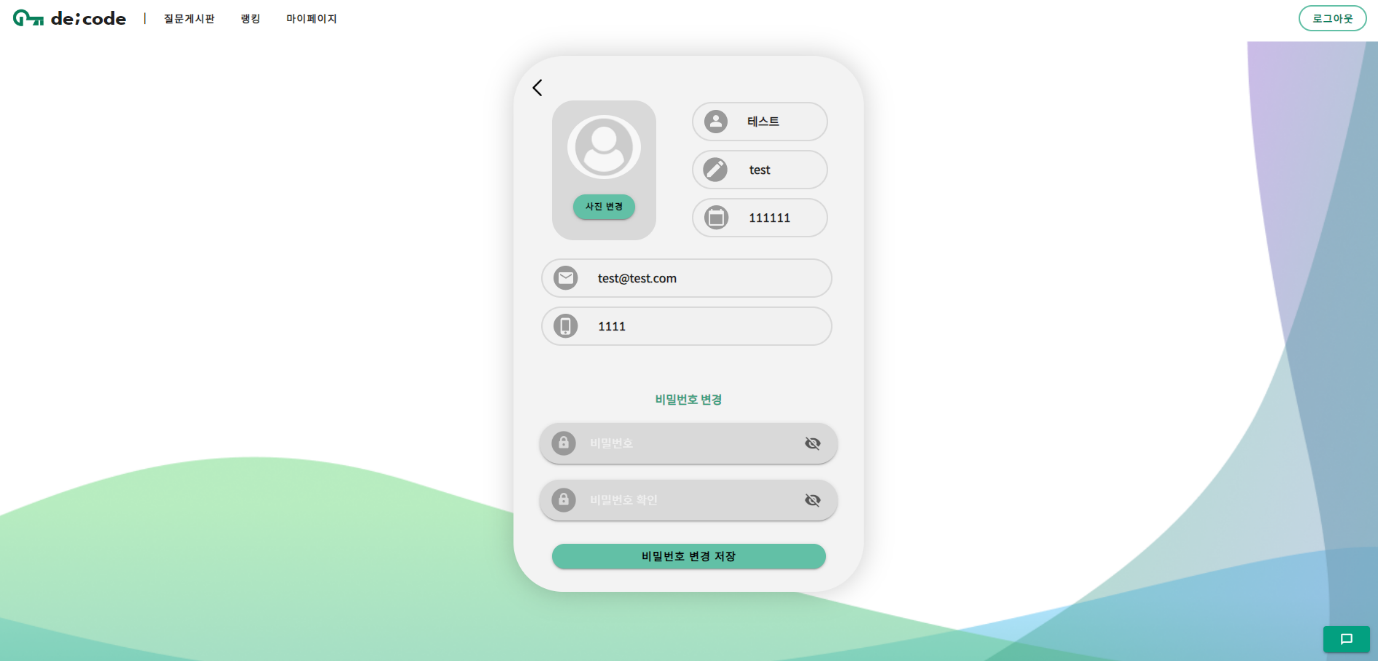 de;code | 질문게시판 랭킹 마이페이지 로그아웃
테스트
사진 변경
test
111111
test@test.com
1111
비밀번호 변경
비밀번호
비밀번호 확인
비밀번호 변경 저장